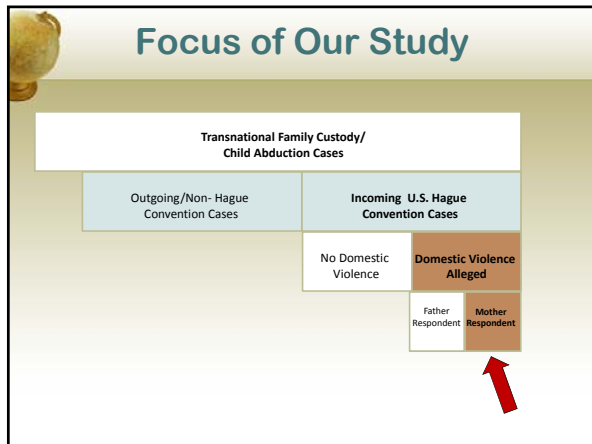 Focus of Our Study
Transnational Family Custody/
Child Abduction Cases
Outgoing/Non- Hague
Convention Cases
Incoming U.S. Hague
Convention Cases
No Domestic
Violence
Domestic Violence
Alleged
Father
Respondent
Mother
Respondent